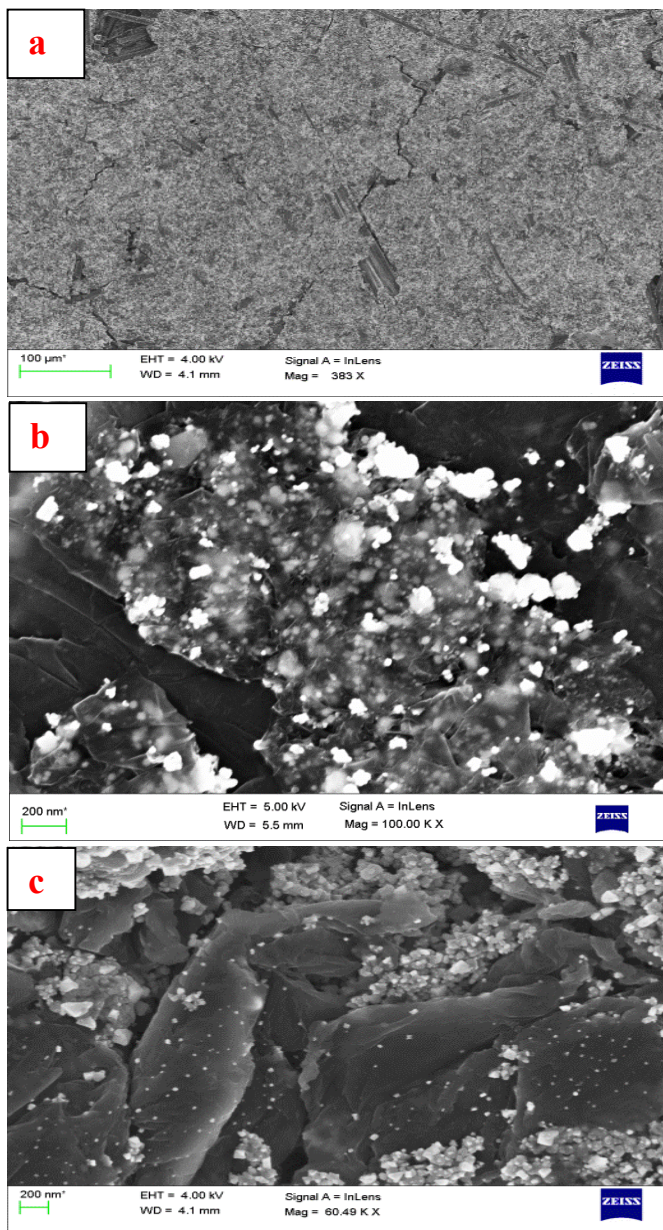 a
100 µm*
EHT = 4.00 kV
Signal A = InLens
WD = 4.1 mm
Mag = 383 X
ZEISS
b
200 nm*
EHT = 5.00 kV
Signal A = InLens
WD = 5.5 mm
Mag = 100.00 K X
ZEISS
c
200 nm*
EHT = 4.00 kV
Signal A = InLens
WD = 4.1 mm
Mag = 60.49 K X
ZEISS